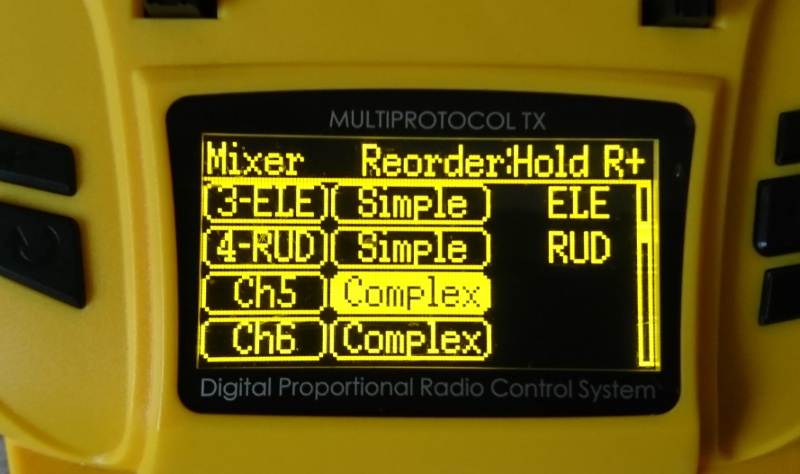 MULTIPROTOCOL TX
Mixer Reorder:Hold R+
3-ELE Simple ELE
4-RUD Simple RUD
Ch5 Complex
Ch6 Complex
Digital Proportional Radio Control System